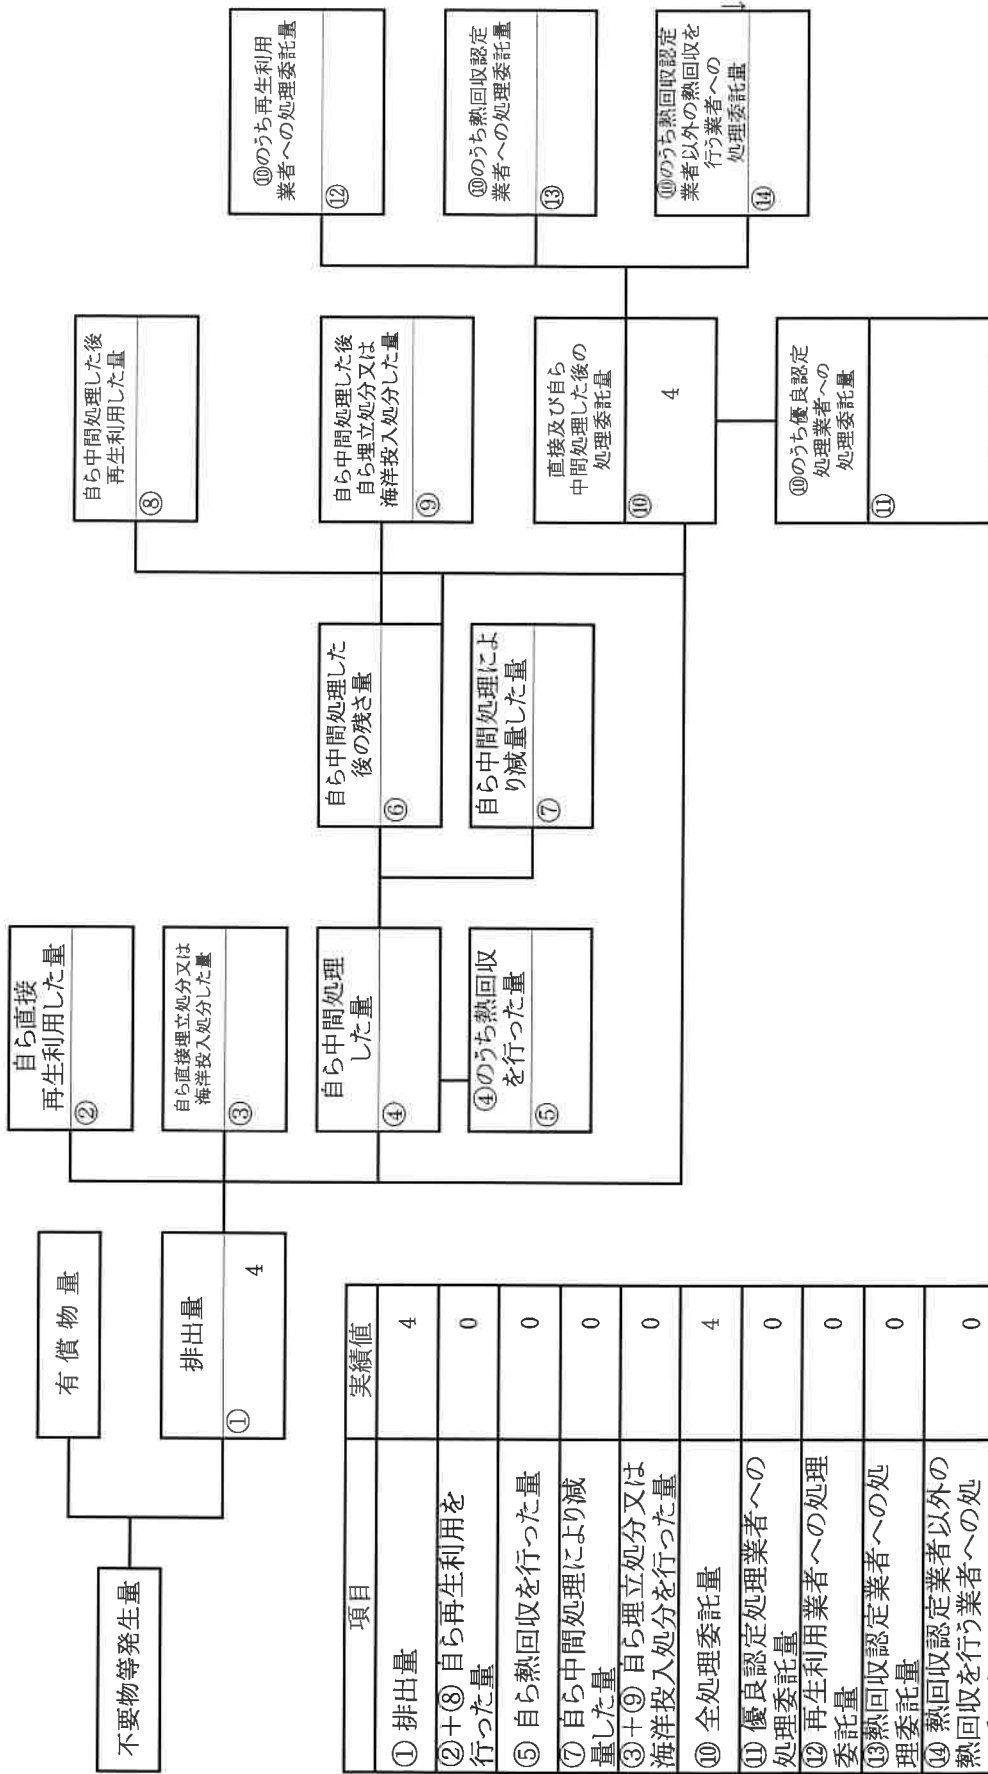 不要物等発生量
有償物量
排出量
①
4
自ら直接
再生利用した量
②
自ら直接埋立処分又は
海洋投入処分した量
③
自ら中間処理
した量
④
④のうち熱回収
を行った量
⑤
自ら中間処理した
後の残さ量
⑥
自ら中間処理によ
り減量した量
⑦
自ら中間処理した後
再生利用した量
⑧
自ら中間処理した後
自ら埋立処分又は
海洋投入処分した量
⑨
直接及び自ら
中間処理した後の
処理委託量
⑩
4
⑩のうち優良認定
処理業者への
処理委託量
⑪
⑩のうち再生利用
業者への処理委託量
⑫
⑩のうち熱回収認定
業者への処理委託量
⑬
⑩のうち熱回収認定
業者以外の熱回収を
行う業者への
処理委託量
⑭
項目 実績値
① 排出量 4
②+⑧ 自ら再生利用を
行った量 0
⑤ 自ら熱回収を行った量 0
⑦ 自ら中間処理により減
量した量 0
③+⑨ 自ら埋立処分又は
海洋投入処分を行った量 0
⑩ 全処理委託量 4
⑪ 優良認定処理業者への
処理委託量 0
⑫ 再生利用業者への処理
委託量 0
⑬熱回収認定業者への処
理委託量 0
⑭ 熱回収認定業者以外の
熱回収を行う業者への処 0